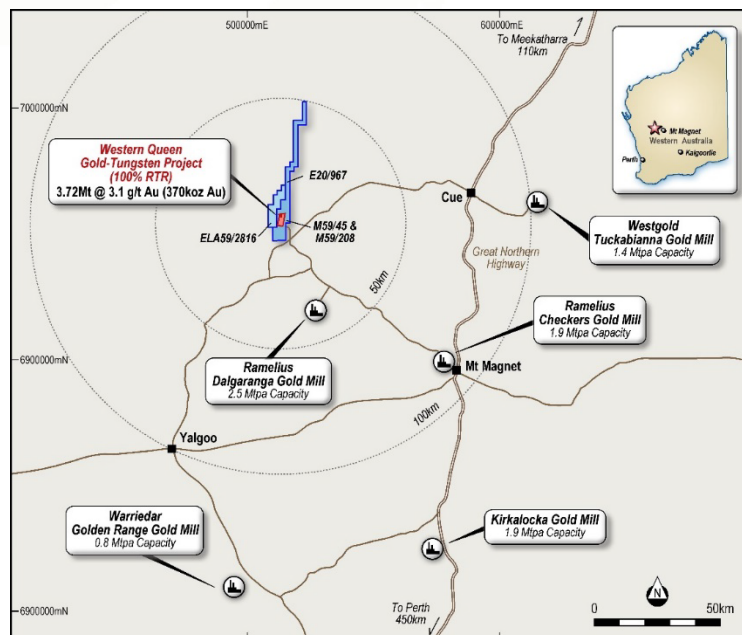 500000mE
600000mE
To Meekatharra
110km
7000000mN
Western Queen
Gold-Tungsten Project
(100% RTR)
3.72Mt @ 3.1 g/t Au (370koz Au)
E20/967
ELA59/2816
M59/45 &
M59/208
Mt Magnet
Western Australia
Perth
Kalgoorlie
Cue
Westgold
Tuckabianna Gold Mill
1.4 Mtpa Capacity
Great Northern
Highway
50km
Ramelius
Checkers Gold Mill
1.9 Mtpa Capacity
6900000mN
Ramelius
Dalgaranga Gold Mill
2.5 Mtpa Capacity
Mt Magnet
100km
Yalgoo
Warriedar
Golden Range Gold Mill
0.8 Mtpa Capacity
Kirkalocka Gold Mill
1.9 Mtpa Capacity
6900000mN
To Perth
450km
N
0
50km